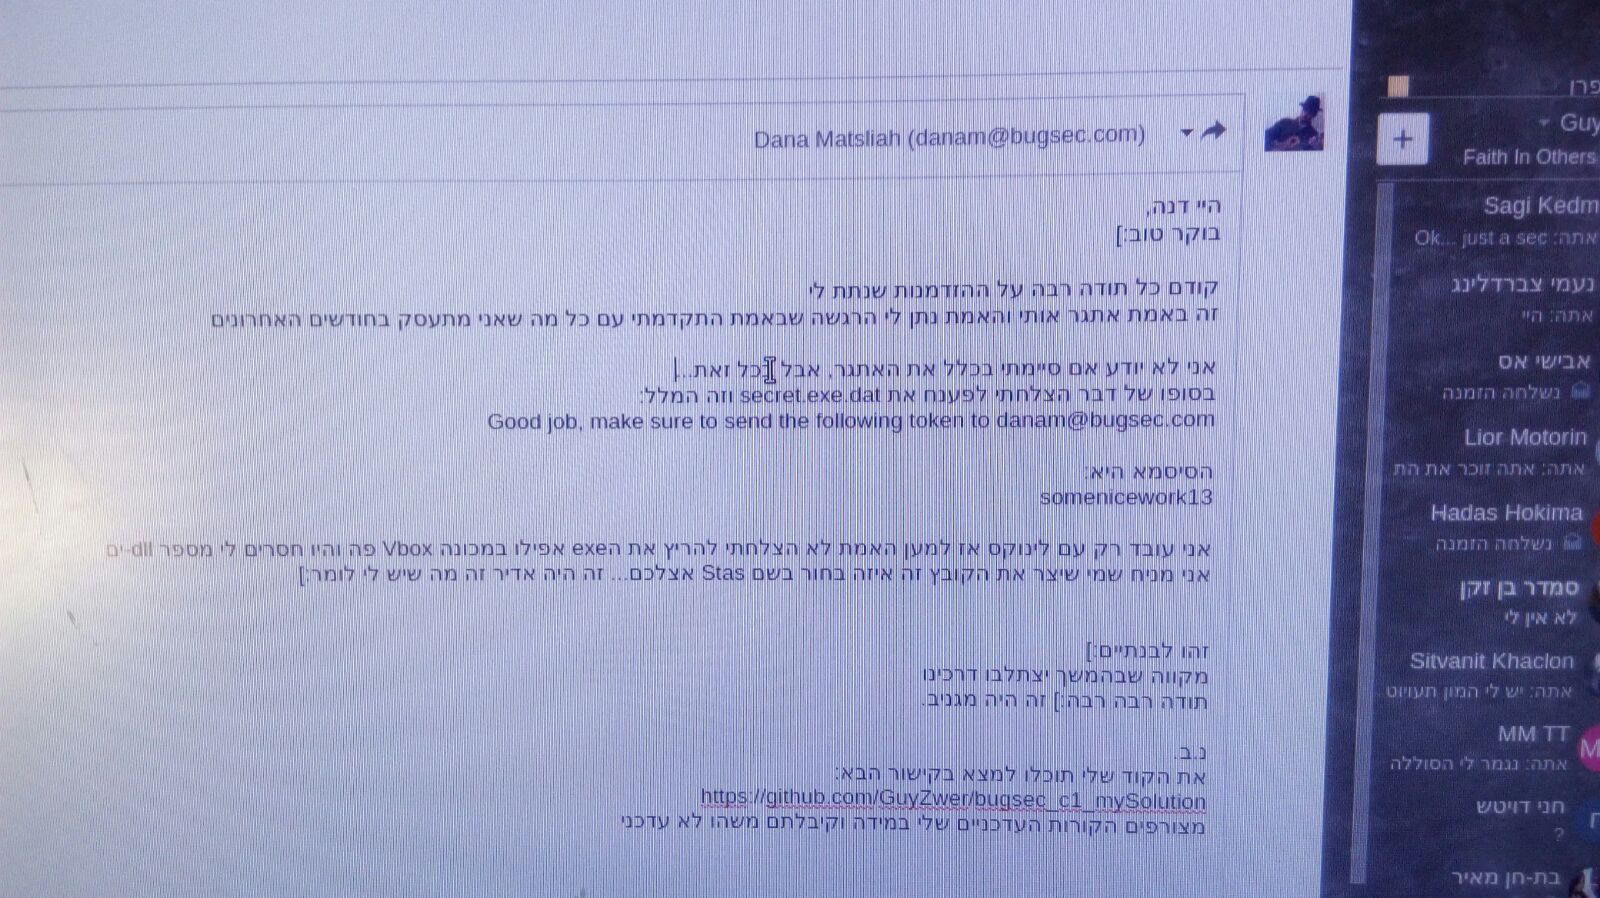 Dana Matsliah (danam@bugsec.com)
היי דנה,
בוקר טוב:]
קודם כל תודה רבה על ההזדמנות שנתת לי
זה באמת אתגר אותי והאמת נתן לי הרגשה שבאמת התקדמתי עם כל מה שאני מתעסק בחודשים האחרונים
אני לא יודע אם סיימתי בכלל את האתגר, אבל בכל זאת...
בסופו של דבר הצלחתי לפענח את secret.exe.dat וזה המלל:
Good job, make sure to send the following token to danam@bugsec.com
הסיסמא היא:
somenicework13
אני עובד רק עם לינוקס אז למען האמת לא הצלחתי להריץ את הexe אפילו במכונה Vbox פה והיו חסרים לי מספר dll-ים
אני מניח שמי שיצר את הקובץ זה איזה בחור בשם Stas אצלכם... זה היה אדיר זה מה שיש לי לומר:]
זהו לבנתיים:]
מקווה שבהמשך יצתלבו דרכינו
תודה רבה רבה:] זה היה מגניב.
נ.ב.
את הקוד שלי תוכלו למצא בקישור הבא:
https://github.com/GuyZwer/bugsec_c1_mySolution
מצורפים הקורות העדכניים שלי במידה וקיבלתם משהו לא עדכני
Guy
Faith In Others
Sagi Kedm
אתה: Ok... just a sec
נעמי צברדלינג
אתה: היי
אבישי אס
נשלחה הזמנה
Lior Motorin
אתה: אתה זוכר את הת
Hadas Hokima
נשלחה הזמנה
סמדר בן זקן
לא אין לי
Sitvanit Khaclon
אתה: יש לי המון תעויוט
MM TT
M
אתה: נגמר לי הסוללה
חני דויטש
?
בת-חן מאיר